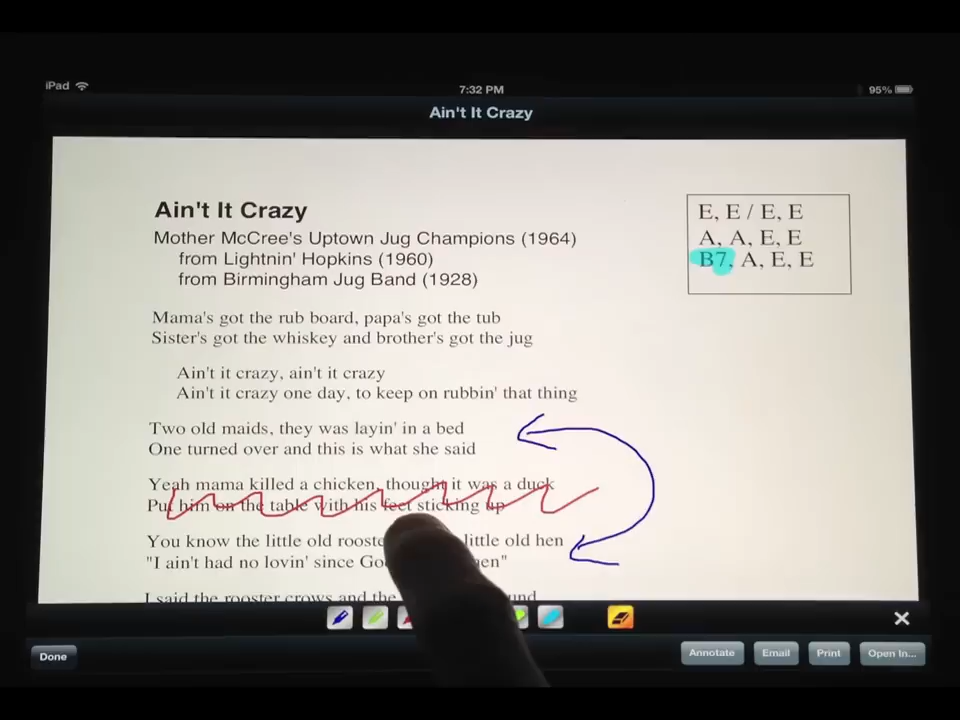 iPad
7:32 PM
95%
Ain't It Crazy
Ain't It Crazy
Mother McCree's Uptown Jug Champions (1964)
from Lightnin' Hopkins (1960)
from Birmingham Jug Band (1928)
E, E / E, E
A, A, E, E
B7, A, E, E
Mama's got the rub board, papa's got the tub
Sister's got the whiskey and brother's got the jug
Ain't it crazy, ain't it crazy
Ain't it crazy one day, to keep on rubbin' that thing
Two old maids, they was layin' in a bed
One turned over and this is what she said
Yeah mama killed a chicken, thought it was a duck
Put him on the table with his feet sticking up
You know the little old little old hen
"I ain't had no lovin' since
I said the rooster crows and the
Done
Annotate
Email
Print
Open In...